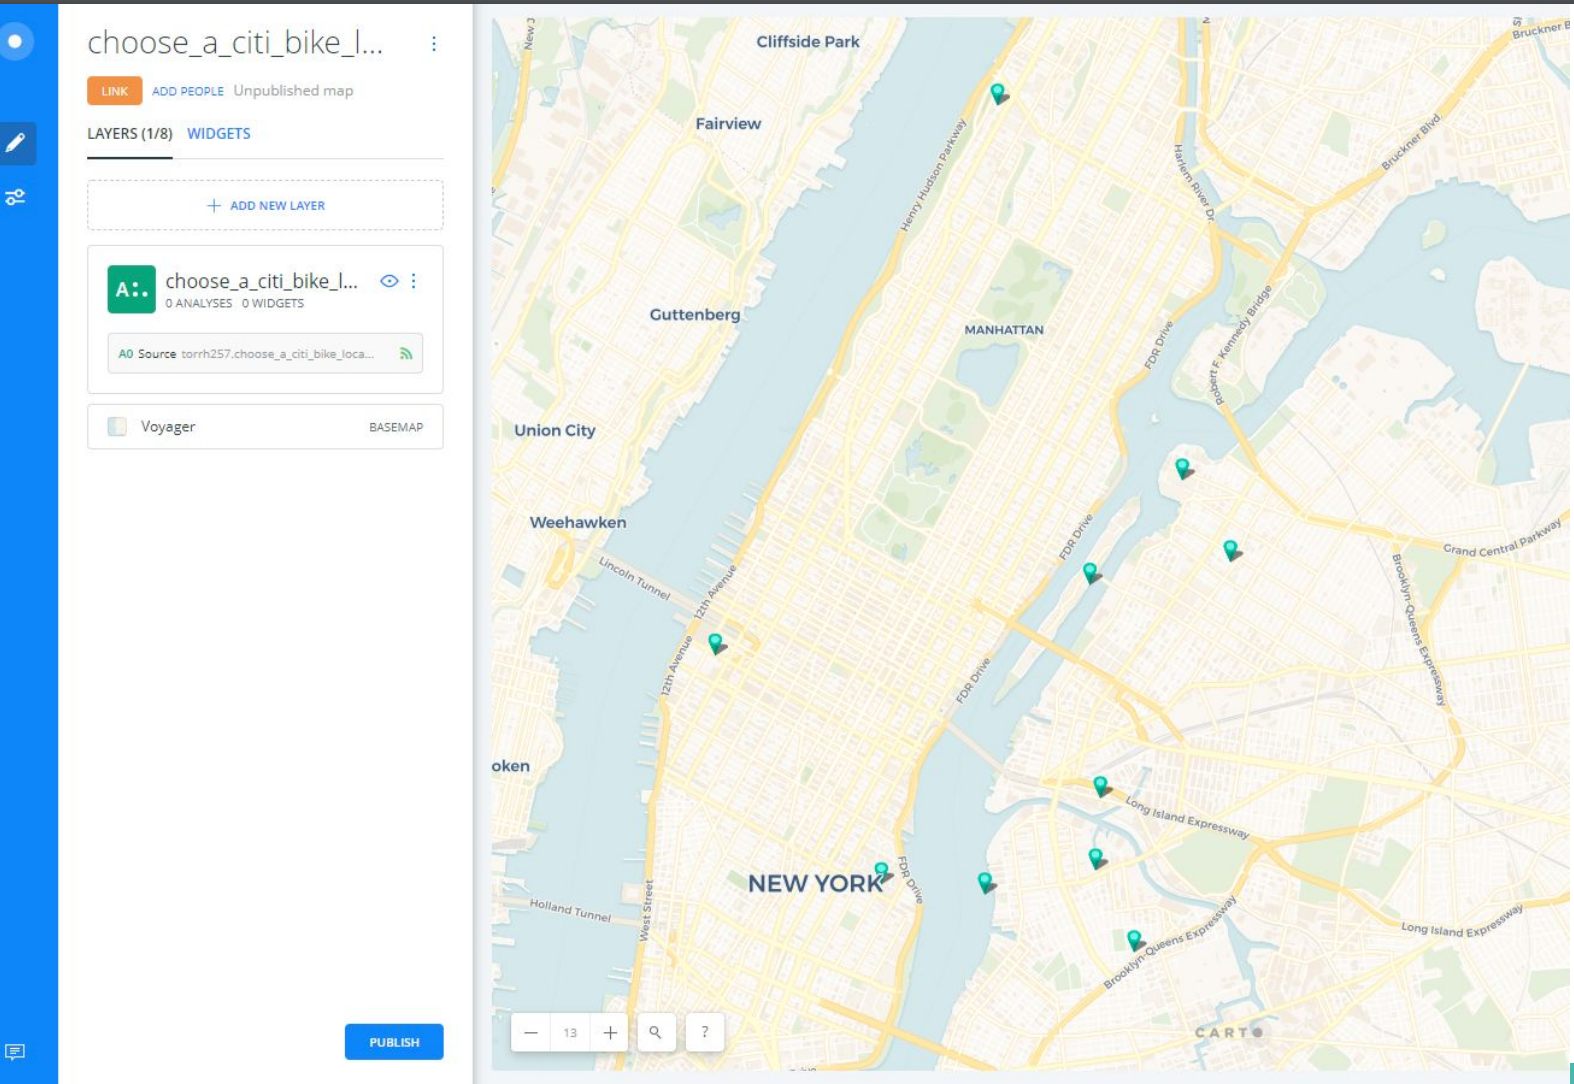 choose_a_citi_bike_l...
LINK ADD PEOPLE Unpublished map
LAYERS (1/8) WIDGETS
+ ADD NEW LAYER
A:. choose_a_citi_bike_l...
0 ANALYSES 0 WIDGETS
A0 Source torrh257.choose_a_citi_bike_loca...
Voyager BASEMAP
PUBLISH
New J
Cliffside Park
Bruckner B
Fairview
Henry Hudson Parkway
Harlem River Dr.
Bruckner Blvd.
Guttenberg
MANHATTAN
FDR Drive
Robert F. Kennedy Bridge
Union City
Weehawken
Lincoln Tunnel
12th Avenue
FDR Drive
Grand Central Parkway
Brooklyn-Queens Expressway
12th Avenue
FDR Drive
oken
Long Island Expressway
NEW YORK
FDR Drive
West Street
Holland Tunnel
Brooklyn-Queens Expressway
Long Island Expressway
— 13 + ?
CARTO